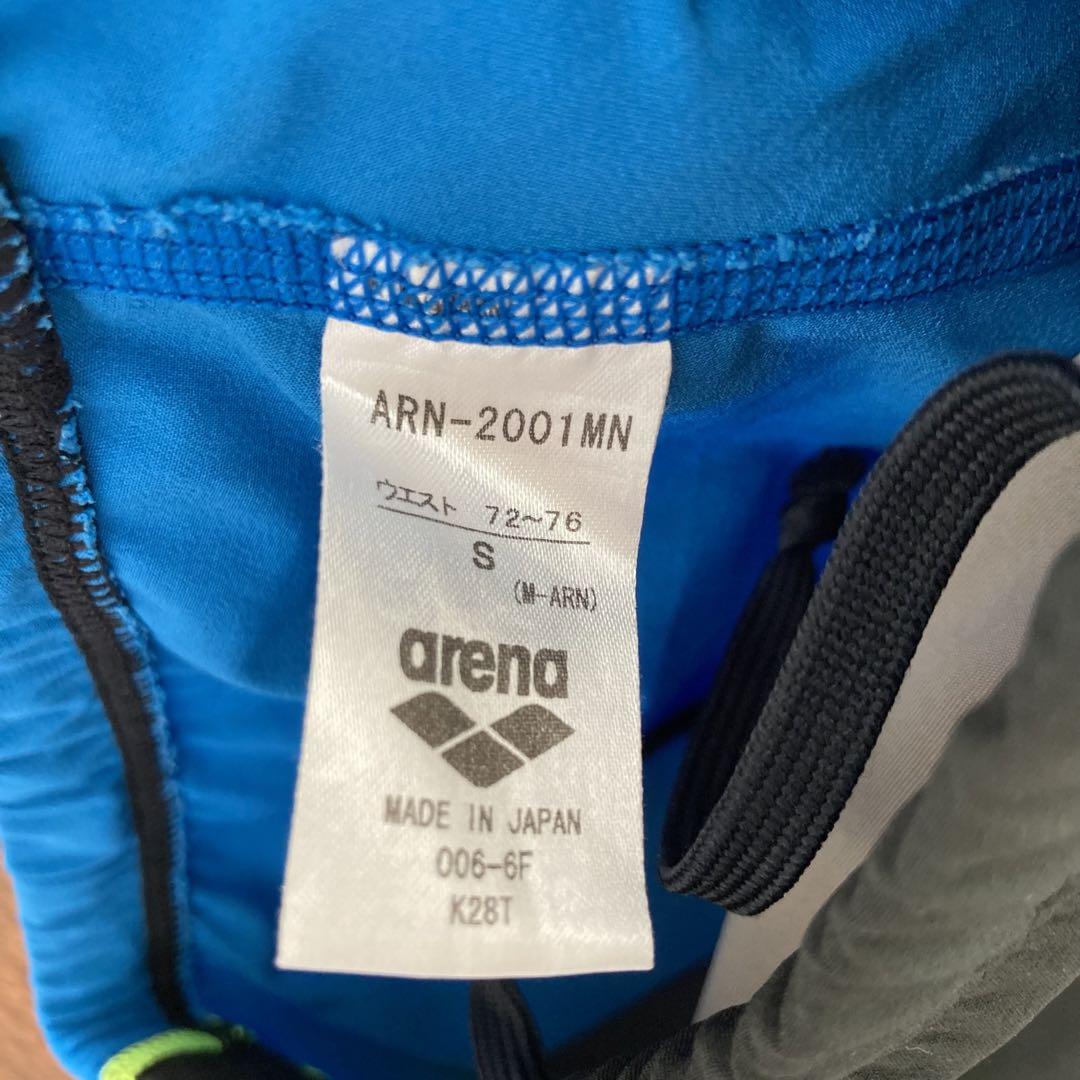 ARN-2001MN
ウエスト 72~76
S
(M-ARN)
arena
MADE IN JAPAN
006-6F
K28T